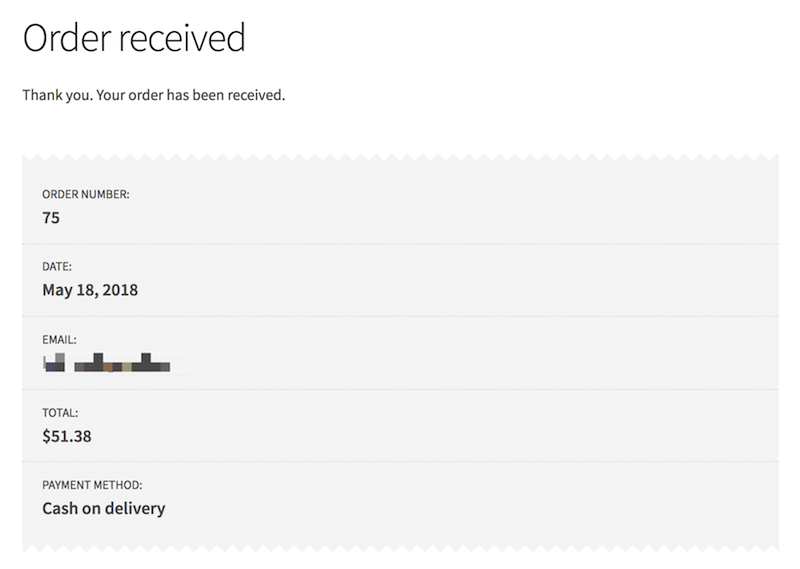 Order received
Thank you. Your order has been received.
ORDER NUMBER:
75
DATE:
May 18, 2018
EMAIL:
TOTAL:
$51.38
PAYMENT METHOD:
Cash on delivery